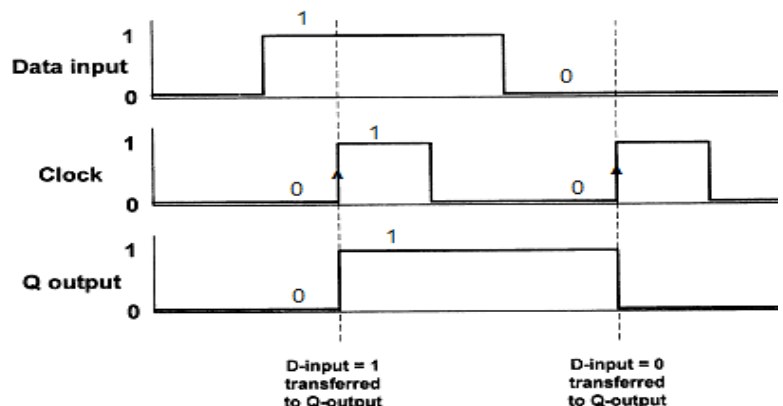 1
1
Data input
0
0
1
1
Clock
0
0
0
1
1
Q output
0
0
D-input = 1
transferred
to Q-output
D-input = 0
transferred
to Q-output